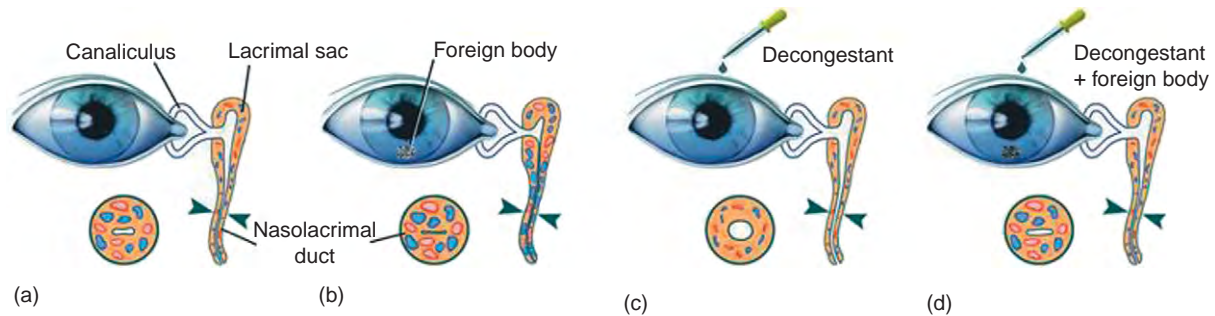 Canaliculus
Lacrimal sac
Foreign body
Decongestant
Decongestant
+ foreign body
Nasolacrimal
duct
(a)
(b)
(c)
(d)